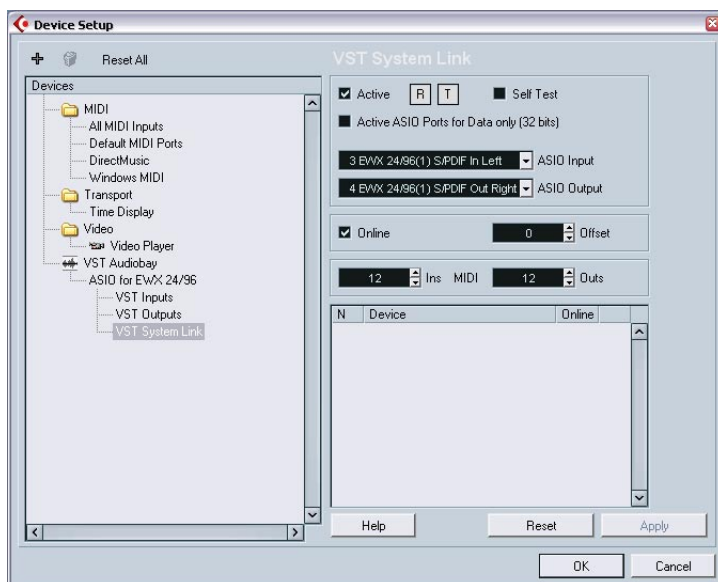 Device Setup
Reset All
Devices
MIDI
All MIDI Inputs
Default MIDI Ports
DirectMusic
Windows MIDI
Transport
Time Display
Video
Video Player
VST Audiobay
ASIO for EWX 24/96
VST Inputs
VST Outputs
VST System Link
VST System Link
Active R T Self Test
Active ASIO Ports for Data only (32 bits)
3 EWX 24/96(1) S/PDIF In Left ASIO Input
4 EWX 24/96(1) S/PDIF Out Right ASIO Output
Online 0 Offset
12 Ins MIDI 12 Outs
N Device Online
Help Reset Apply
OK Cancel